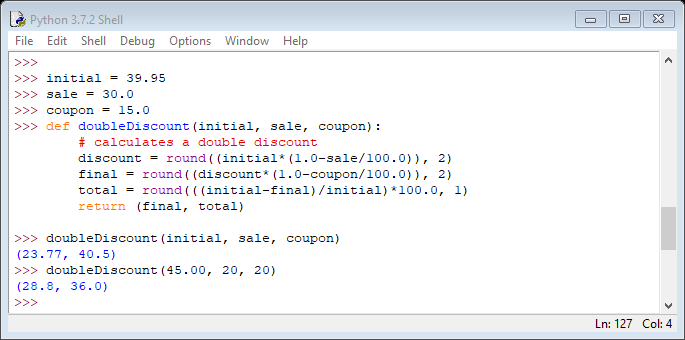 Python 3.7.2 Shell
File Edit Shell Debug Options Window Help
>>>
>>> initial = 39.95
>>> sale = 30.0
>>> coupon = 15.0
>>> def doubleDiscount(initial, sale, coupon):
        # calculates a double discount
        discount = round((initial*(1.0-sale/100.0)), 2)
        final = round((discount*(1.0-coupon/100.0)), 2)
        total = round(((initial-final)/initial)*100.0, 1)
        return (final, total)

>>> doubleDiscount(initial, sale, coupon)
(23.77, 40.5)
>>> doubleDiscount(45.00, 20, 20)
(28.8, 36.0)
>>>
Ln: 127 Col: 4